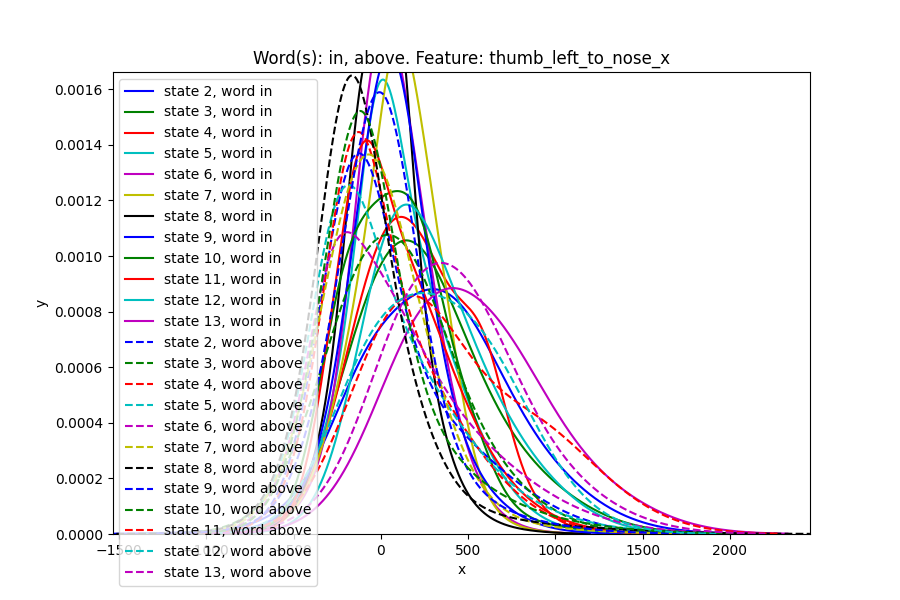 Word(s): in, above. Feature: thumb_left_to_nose_x
y
0.0016
0.0014
0.0012
0.0010
0.0008
0.0006
0.0004
0.0002
0.0000
state 2, word in
state 3, word in
state 4, word in
state 5, word in
state 6, word in
state 7, word in
state 8, word in
state 9, word in
state 10, word in
state 11, word in
state 12, word in
state 13, word in
state 2, word above
state 3, word above
state 4, word above
state 5, word above
state 6, word above
state 7, word above
state 8, word above
state 9, word above
state 10, word above
state 11, word above
state 12, word above
state 13, word above
−1500 −1000 −500 0 500 1000 1500 2000
x